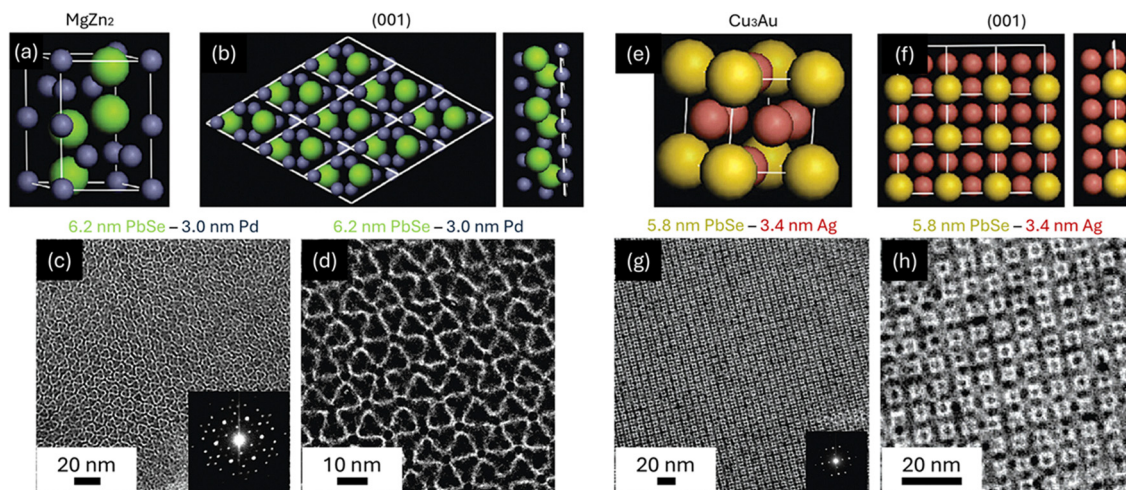 MgZn₂ (001) Cu₃Au (001)
(a) (b) (e) (f)
6.2 nm PbSe – 3.0 nm Pd 6.2 nm PbSe – 3.0 nm Pd 5.8 nm PbSe – 3.4 nm Ag 5.8 nm PbSe – 3.4 nm Ag
(c) (d) (g) (h)
20 nm 10 nm 20 nm 20 nm